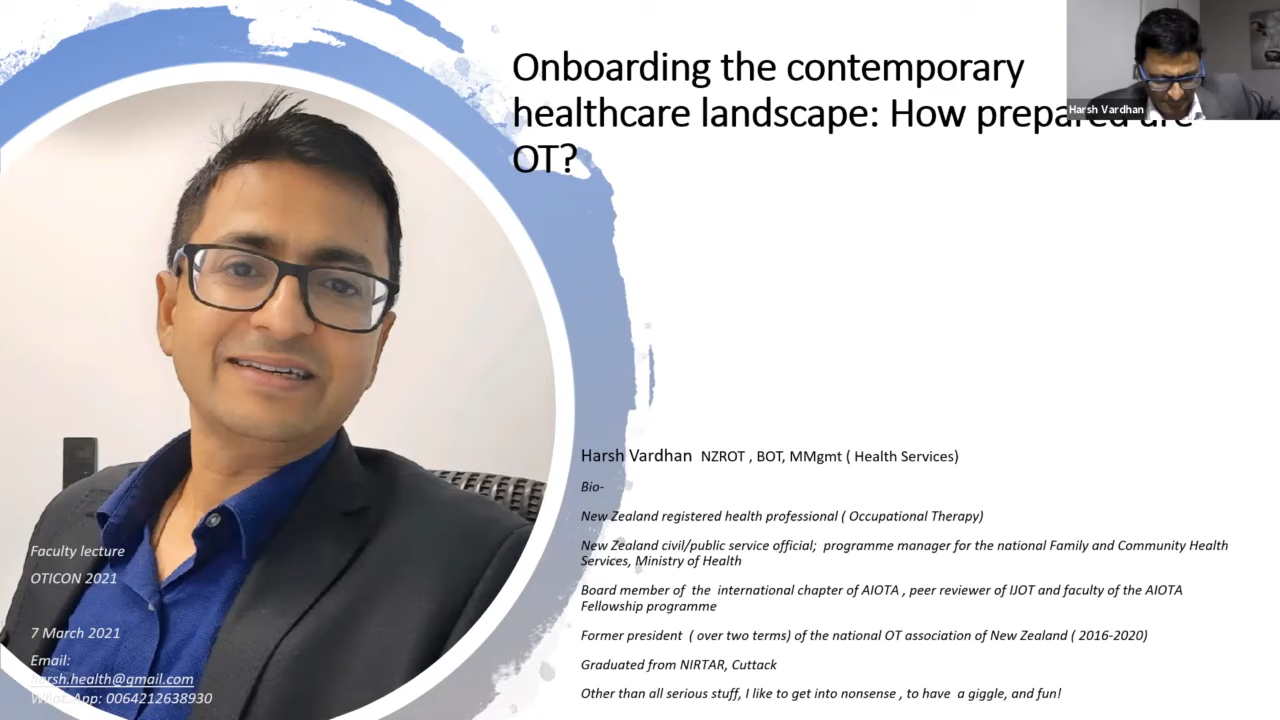 Onboarding the contemporary
healthcare landscape: How prepared are
OT?
Harsh Vardhan
Harsh Vardhan NZROT , BOT, MMgmt ( Health Services)
Bio-
New Zealand registered health professional ( Occupational Therapy)
New Zealand civil/public service official; programme manager for the national Family and Community Health
Services, Ministry of Health
Board member of the international chapter of AIOTA , peer reviewer of IJOT and faculty of the AIOTA
Fellowship programme
Former president ( over two terms) of the national OT association of New Zealand ( 2016-2020)
Graduated from NIRTAR, Cuttack
Other than all serious stuff, I like to get into nonsense , to have a giggle, and fun!
Faculty lecture
OTICON 2021
7 March 2021
Email:
harsh.health@gmail.com
WhatsApp: 0064212638930